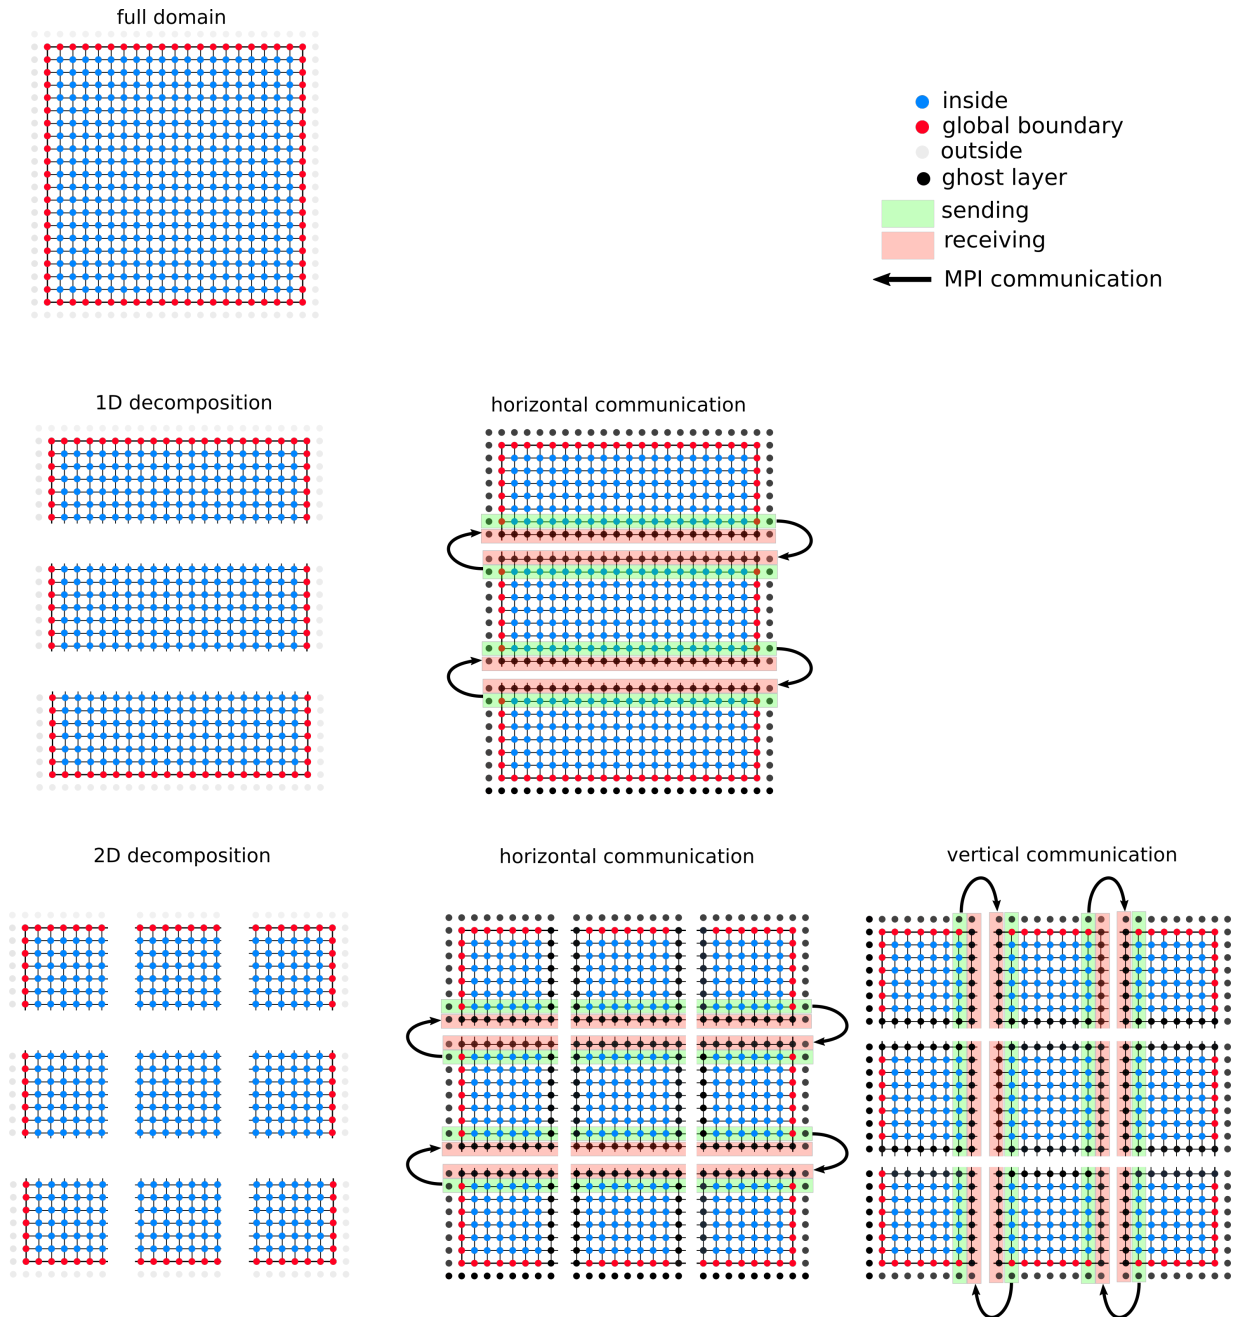 full domain
inside
global boundary
outside
ghost layer
sending
receiving
MPI communication
1D decomposition
horizontal communication
2D decomposition
horizontal communication
vertical communication